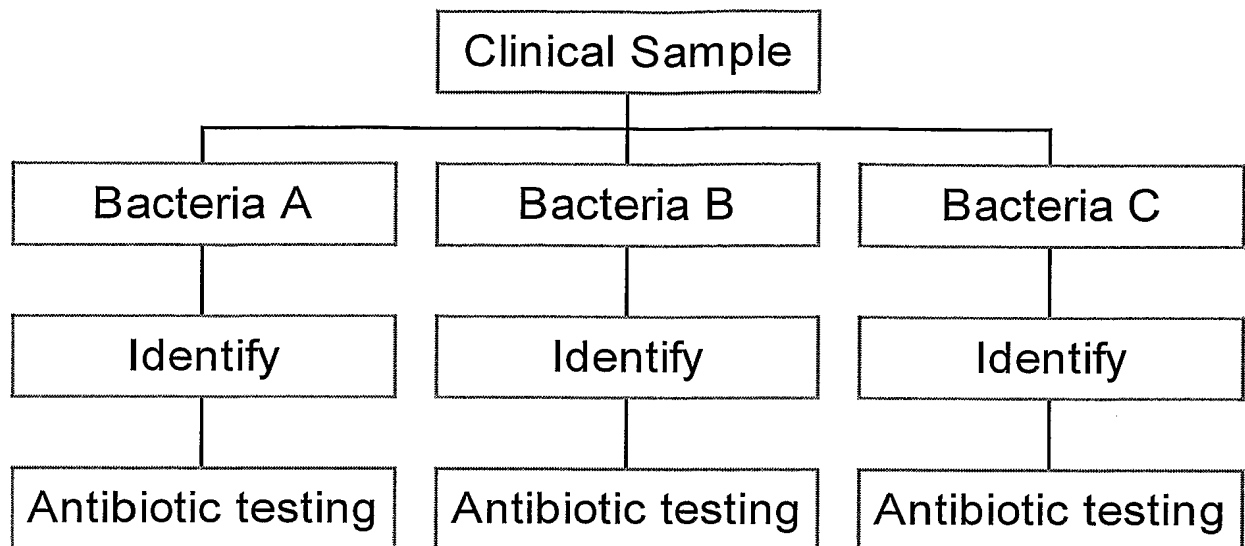 Clinical Sample
Bacteria A
Bacteria B
Bacteria C
Identify
Identify
Identify
Antibiotic testing
Antibiotic testing
Antibiotic testing